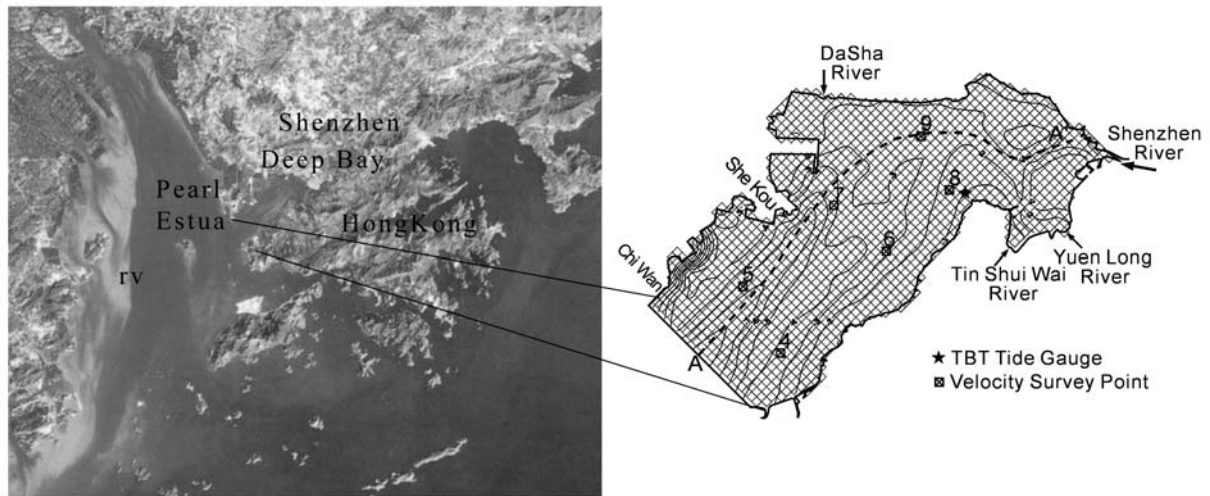 Shenzhen
Deep Bay
Pearl
Estua
HongKong
rv
DaSha
River
9
A
Shenzhen
River
She Kou
7
8
6
Chi Wan
5
Yuen Long
River
Tin Shui Wai
River
4
A
TBT Tide Gauge
Velocity Survey Point